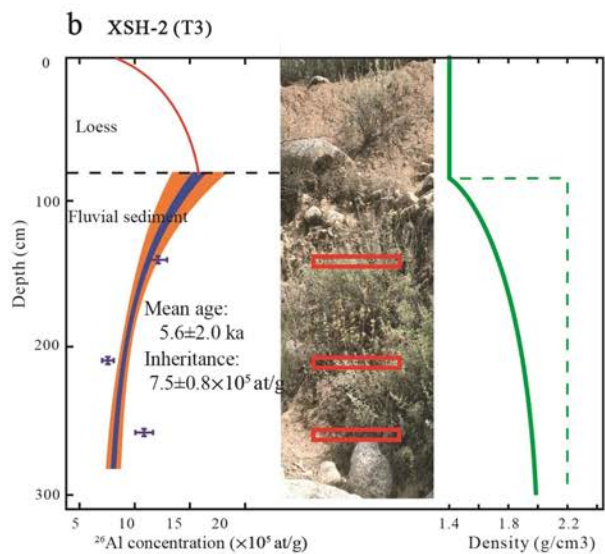 b XSH-2 (T3)
0
100
200
300
Depth (cm)
Loess
Fluvial sediment
Mean age:
5.6±2.0 ka
Inheritance:
7.5±0.8×10⁵ at/g
5 10 15 20
²⁶Al concentration (×10⁵ at/g)
1.4 1.8 2.2
Density (g/cm3)